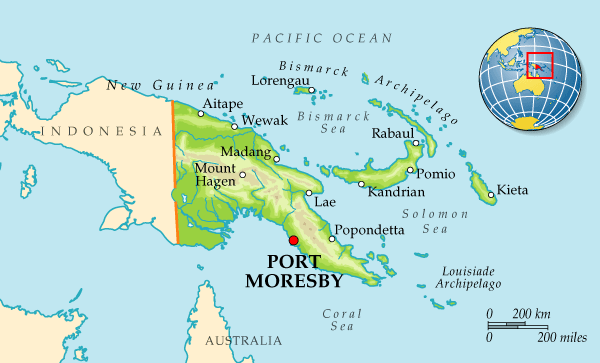 PACIFIC OCEAN
Bismarck
Archipelago
New Guinea
Lorengau
Aitape
Wewak
Bismarck
Sea
INDONESIA
Rabaul
Madang
Mount
Hagen
Pomio
Kandrian
Kieta
Lae
Solomon
Sea
Popondetta
PORT
MORESBY
Louisiade
Archipelago
Coral
Sea
AUSTRALIA
0 200 km
0 200 miles